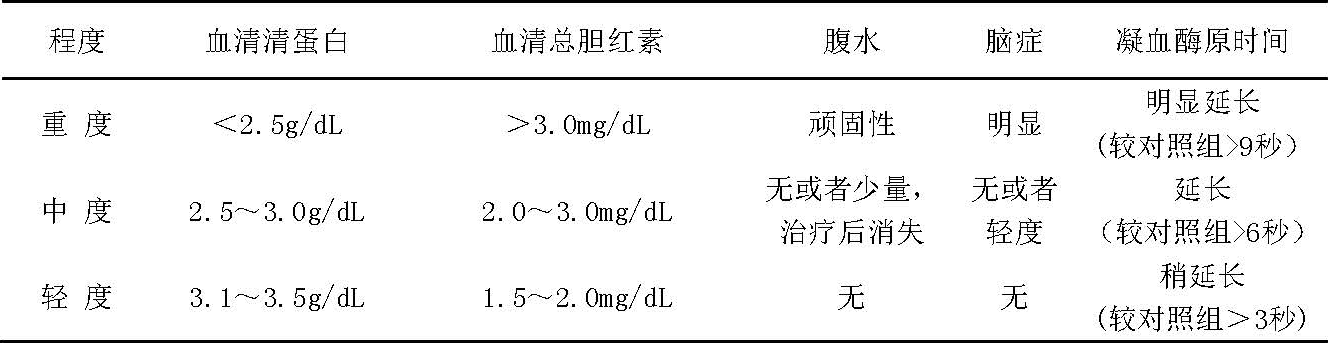 程度 血清清蛋白 血清总胆红素 腹水 脑症 凝血酶原时间
重 度 <2.5g/dL >3.0mg/dL 顽固性 明显 明显延长
(较对照组>9秒)
中 度 2.5～3.0g/dL 2.0～3.0mg/dL 无或者少量, 无或者 延长
治疗后消失 轻度 (较对照组>6秒)
轻 度 3.1～3.5g/dL 1.5～2.0mg/dL 无 无 稍延长
(较对照组＞3秒)